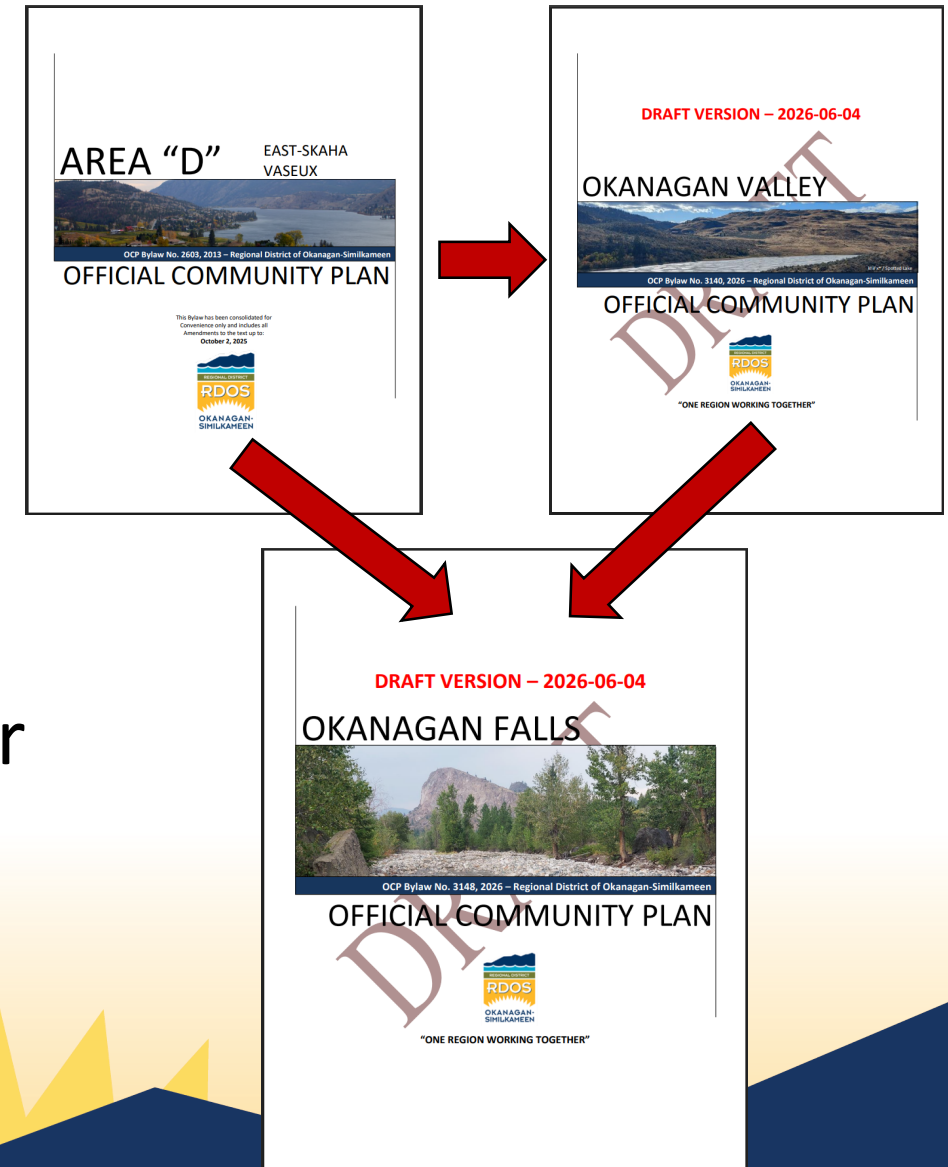 AREA “D”
EAST-SKAHA
VASEUX
OCP Bylaw No. 2603, 2013 – Regional District of Okanagan-Similkameen
OFFICIAL COMMUNITY PLAN
This Bylaw has been consolidated for
Convenience only and includes all
Amendments to the text up to:
October 2, 2025
REGIONAL DISTRICT
RDOS
OKANAGAN-
SIMILKAMEEN
DRAFT VERSION – 2026-06-04
OKANAGAN VALLEY
Spotted Lake
OCP Bylaw No. 3140, 2026 – Regional District of Okanagan-Similkameen
OFFICIAL COMMUNITY PLAN
DRAFT
REGIONAL DISTRICT
RDOS
OKANAGAN-
SIMILKAMEEN
“ONE REGION WORKING TOGETHER”
r
DRAFT VERSION – 2026-06-04
OKANAGAN FALLS
OCP Bylaw No. 3148, 2026 – Regional District of Okanagan-Similkameen
OFFICIAL COMMUNITY PLAN
DRAFT
REGIONAL DISTRICT
RDOS
OKANAGAN-
SIMILKAMEEN
“ONE REGION WORKING TOGETHER”